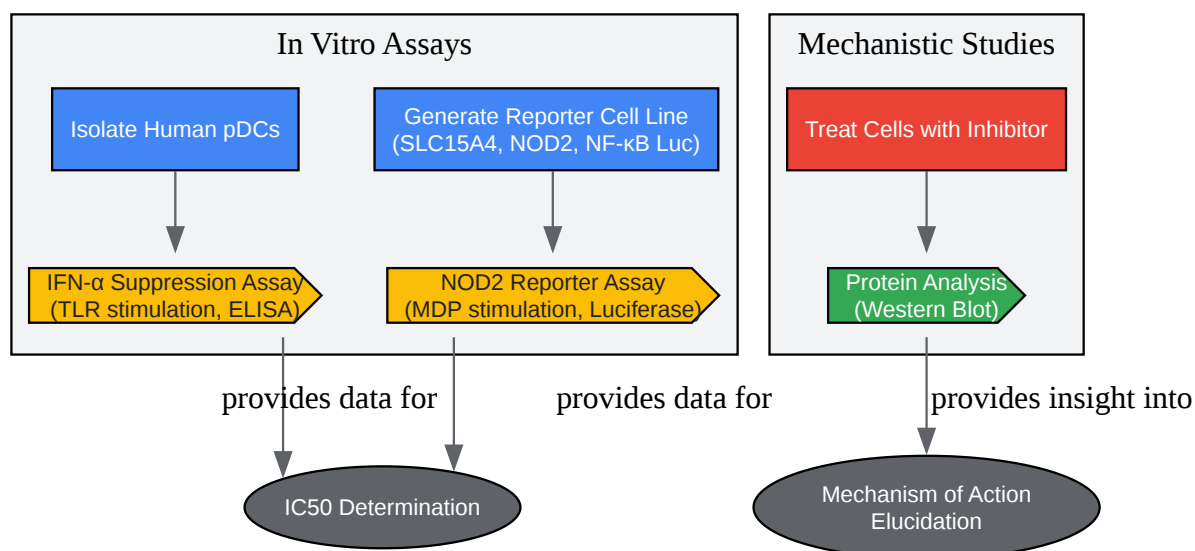 In Vitro Assays
Mechanistic Studies
Isolate Human pDCs
Generate Reporter Cell Line
(SLC15A4, NOD2, NF-κB Luc)
Treat Cells with Inhibitor
IFN-α Suppression Assay
(TLR stimulation, ELISA)
NOD2 Reporter Assay
(MDP stimulation, Luciferase)
Protein Analysis
(Western Blot)
provides data for
provides data for
provides insight into
IC50 Determination
Mechanism of Action
Elucidation